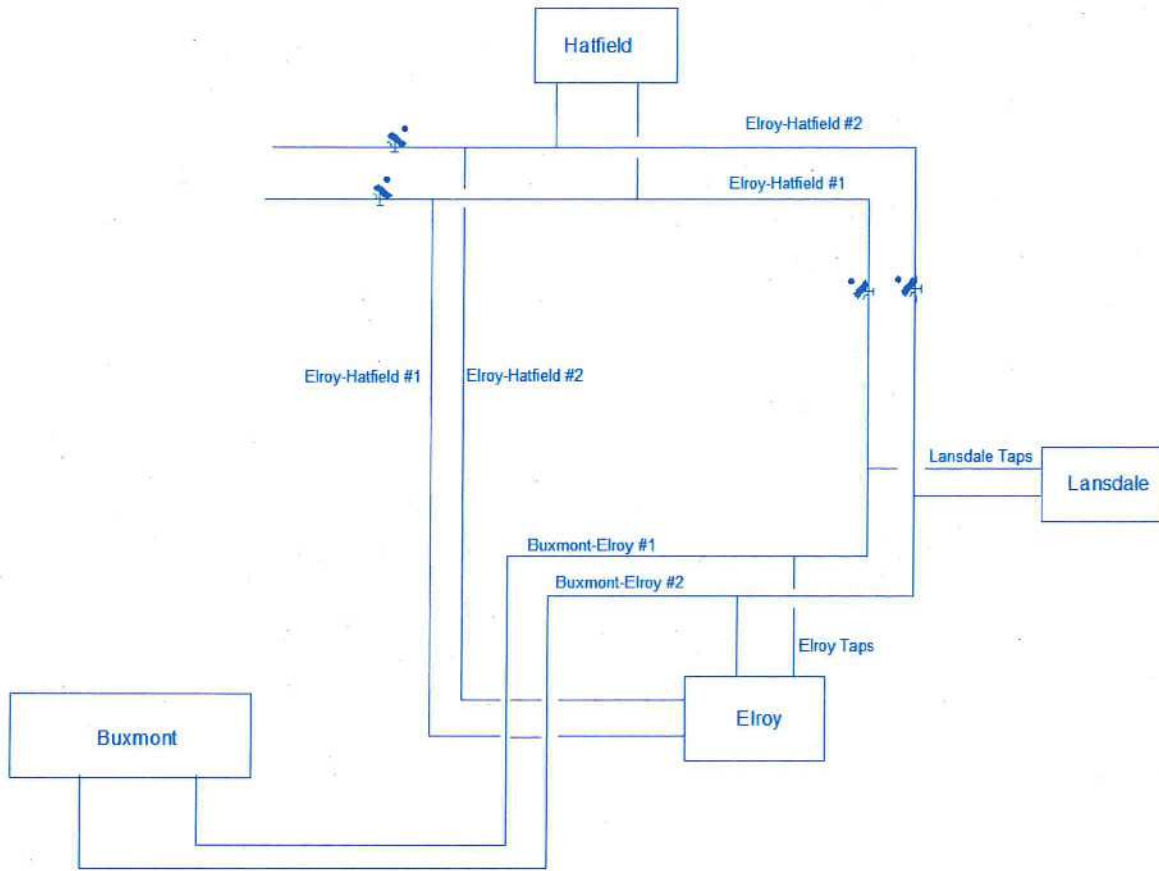 Hatfield
Elroy-Hatfield #2
Elroy-Hatfield #1
Elroy-Hatfield #1
Elroy-Hatfield #2
Lansdale Taps
Lansdale
Buxmont-Elroy #1
Buxmont-Elroy #2
Elroy Taps
Elroy
Buxmont